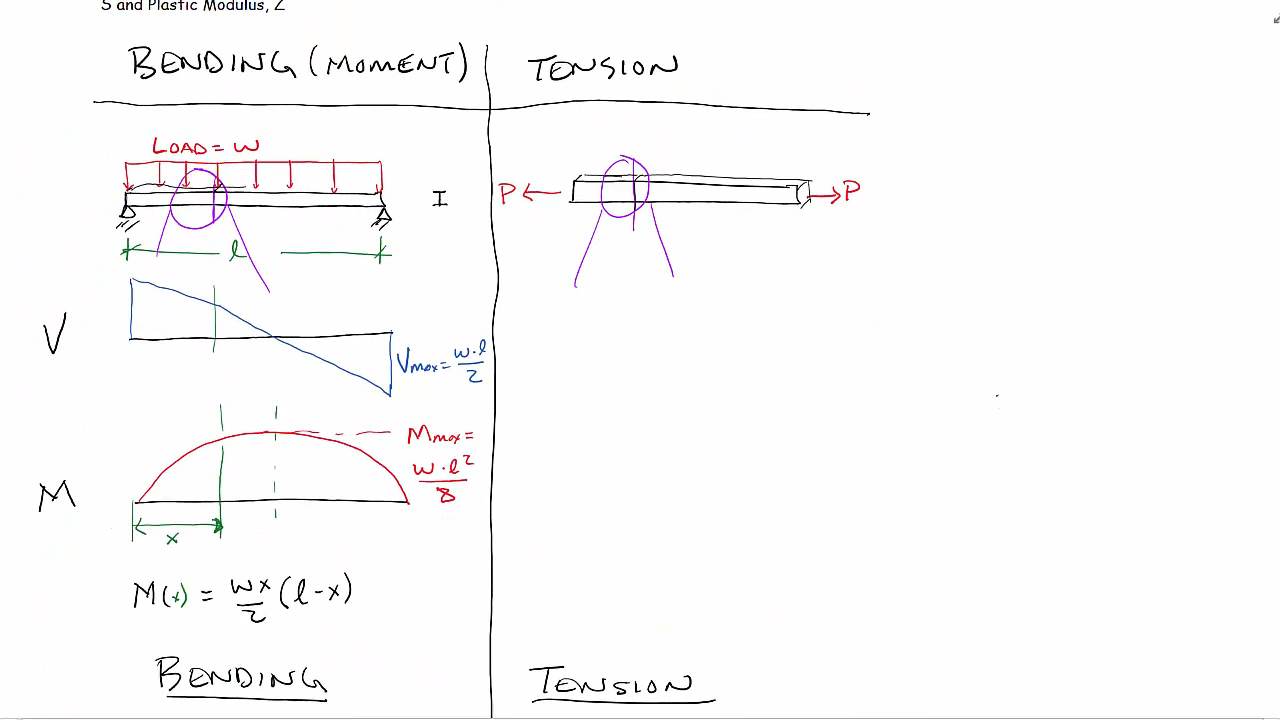 S and Plastic Modulus, Z
BENDING (MOMENT)
TENSION
LOAD = W
I
P
P
l
V
Vmax = w·l/2
M
Mmax =
w·l²/8
x
M(x) = wx/2 (l-x)
BENDING
TENSION